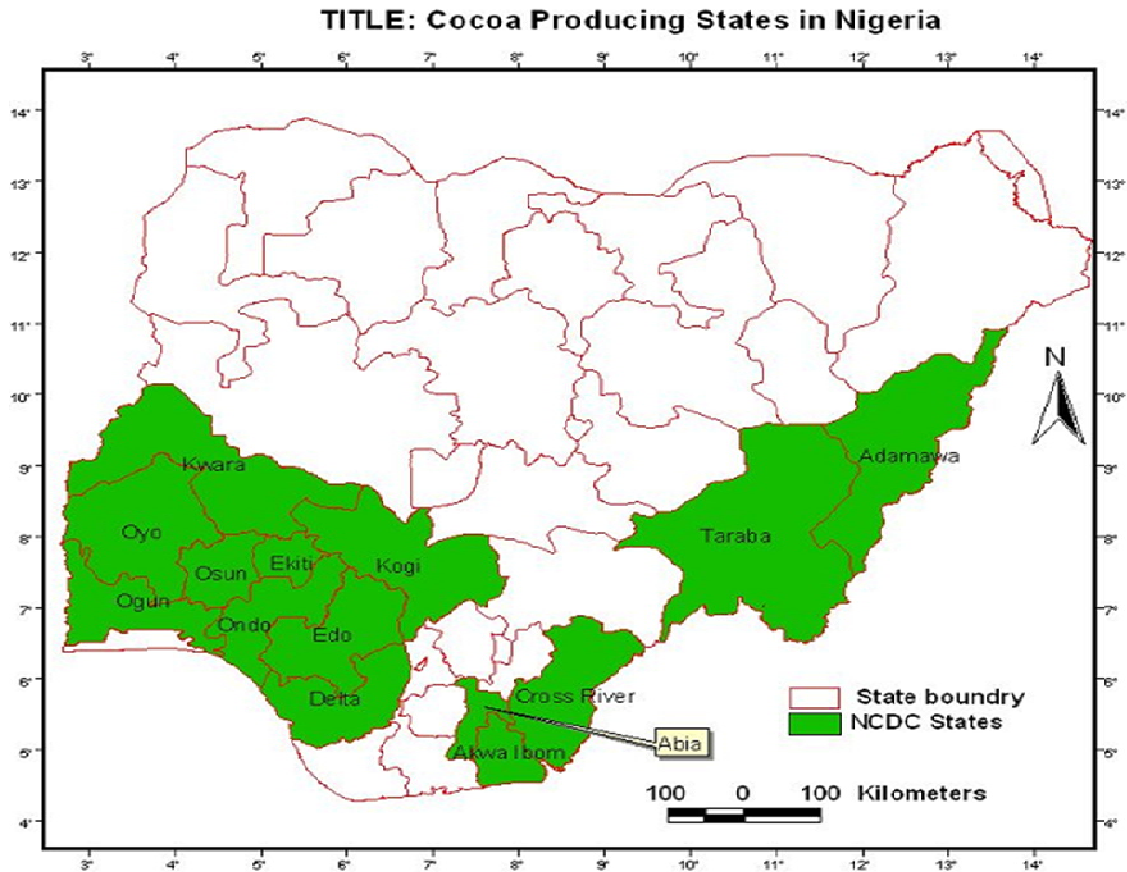 TITLE: Cocoa Producing States in Nigeria
3° 4° 5° 6° 7° 8° 9° 10° 11° 12° 13° 14°
14° 14°
13° 13°
12° 12°
11° 11°
N
10° 10°
9° Kwara Adamawa 9°
8° Oyo Taraba 8°
Osun Ekiti Kogi
7° Ogun 7°
Ondo Edo
6° Delta Cross River State boundry 6°
NCDC States
5° Akwa Ibom Abia 5°
100 0 100 Kilometers
4° 4°
3° 4° 5° 6° 7° 8° 9° 10° 11° 12° 13° 14°